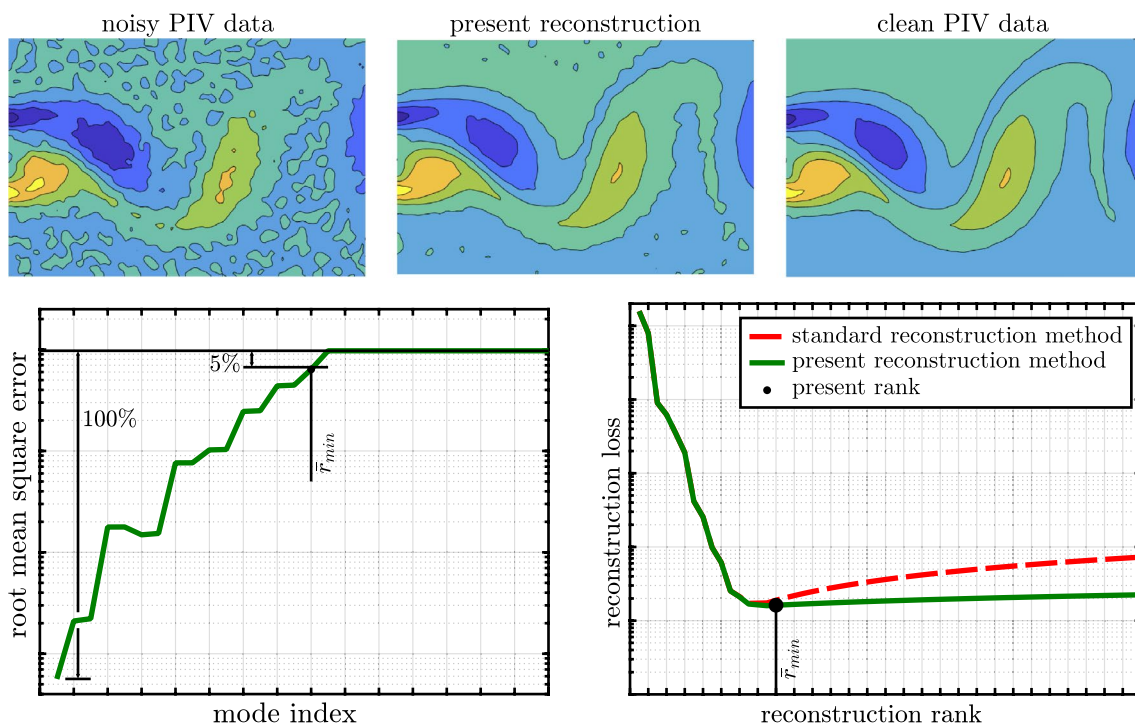 noisy PIV data
present reconstruction
clean PIV data
root mean square error
5%
100%
r̄min
mode index
reconstruction loss
standard reconstruction method
present reconstruction method
present rank
r̄min
reconstruction rank